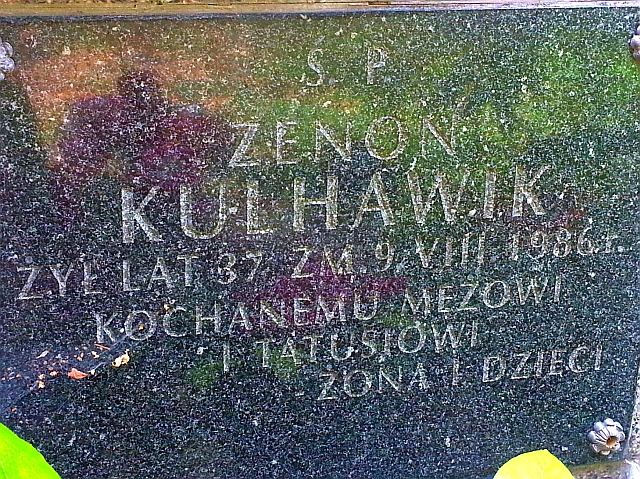 Ś. P.
ZENON
KULHAWIK
ŻYŁ LAT 37, ZM. 9. VIII. 1986 r.
KOCHANEMU MĘŻOWI
I TATUSIOWI
ŻONA I DZIECI